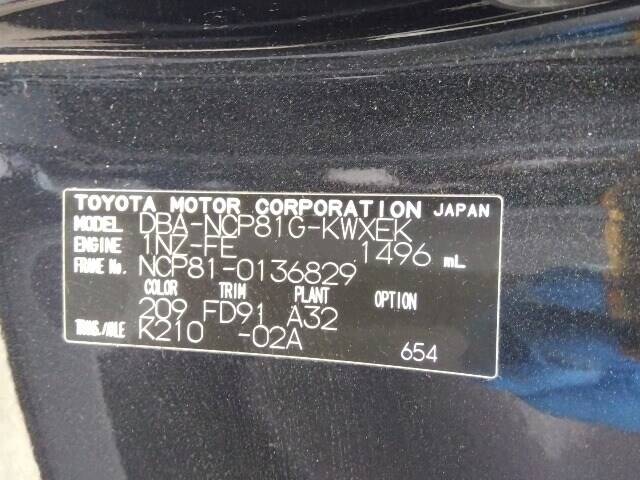 TOYOTA MOTOR CORPORATION JAPAN
MODEL DBA-NCP81G-KWXEK
ENGINE 1NZ-FE 1496 mL
FRAME No. NCP81-0136829
COLOR TRIM PLANT OPTION
209 FD91 A32
TRANS./AXLE K210 -02A
654